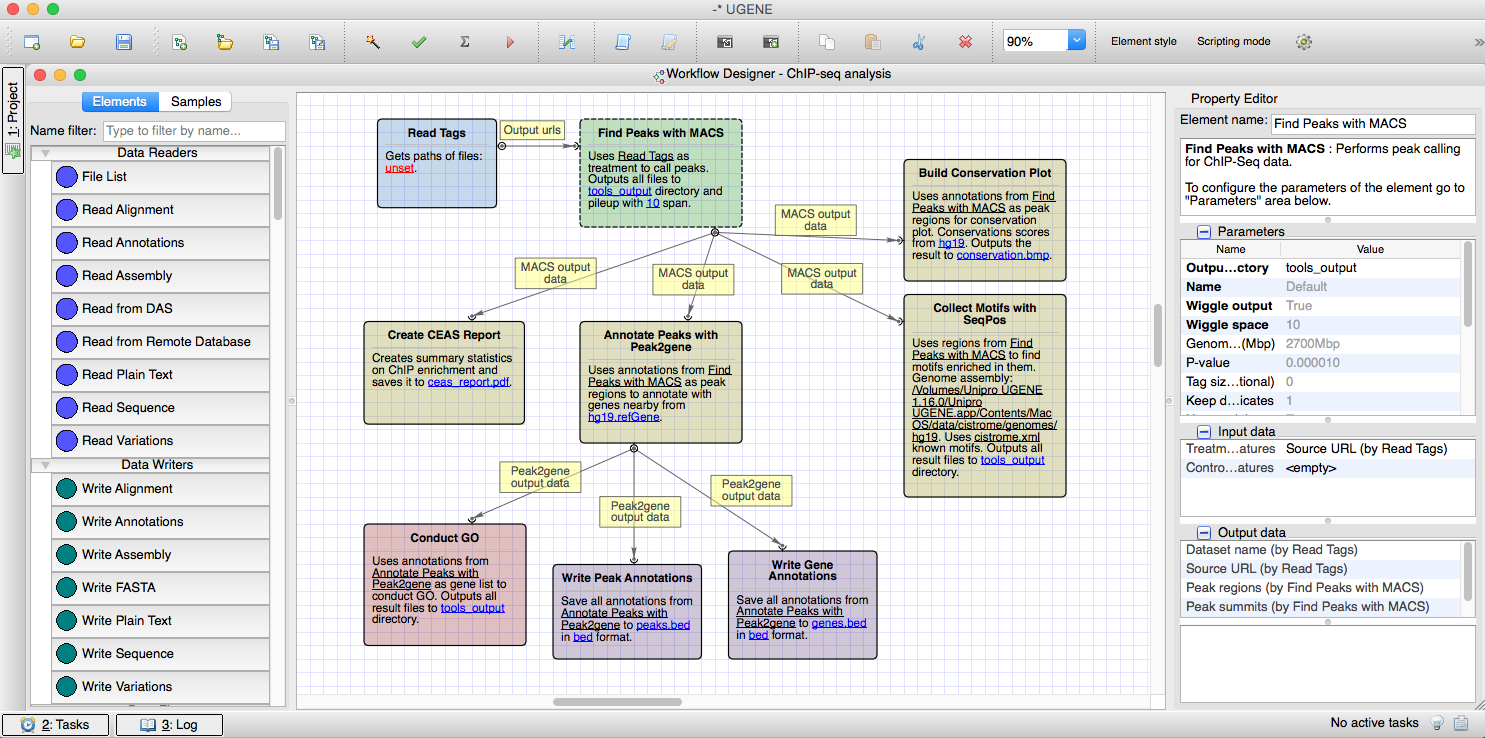 -* UGENE
90%
Element style
Scripting mode
Workflow Designer - ChIP-seq analysis
1: Project
Elements
Samples
Name filter:
Type to filter by name...
Data Readers
File List
Read Alignment
Read Annotations
Read Assembly
Read from DAS
Read from Remote Database
Read Plain Text
Read Sequence
Read Variations
Data Writers
Write Alignment
Write Annotations
Write Assembly
Write FASTA
Write Plain Text
Write Sequence
Write Variations
Read Tags
Gets paths of files:
unset.
Output urls
Find Peaks with MACS
Uses Read Tags as
treatment to call peaks.
Outputs all files to
tools_output directory and
pileup with 10 span.
MACS output
data
MACS output
data
MACS output
data
MACS output
data
Build Conservation Plot
Uses annotations from Find
Peaks with MACS as peak
regions for conservation
plot. Conservations scores
from hg19. Outputs the
result to conservation.bmp.
Create CEAS Report
Creates summary statistics
on ChIP enrichment and
saves it to ceas_report.pdf.
Annotate Peaks with
Peak2gene
Uses annotations from Find
Peaks with MACS as peak
regions to annotate with
genes nearby from
hg19.refGene.
Collect Motifs with
SeqPos
Uses regions from Find
Peaks with MACS to find
motifs enriched in them.
Genome assembly:
/Volumes/Unipro UGENE
1.16.0/Unipro
UGENE.app/Contents/Mac
OS/data/cistrome/genomes/
hg19. Uses cistrome.xml
known motifs. Outputs all
result files to tools_output
directory.
Peak2gene
output data
Peak2gene
output data
Peak2gene
output data
Conduct GO
Uses annotations from
Annotate Peaks with
Peak2gene as gene list to
conduct GO. Outputs all
result files to tools_output
directory.
Write Peak Annotations
Save all annotations from
Annotate Peaks with
Peak2gene to peaks.bed
in bed format.
Write Gene
Annotations
Save all annotations from
Annotate Peaks with
Peak2gene to genes.bed
in bed format.
Property Editor
Element name:
Find Peaks with MACS
Find Peaks with MACS : Performs peak calling
for ChIP-Seq data.
To configure the parameters of the element go to
"Parameters" area below.
Parameters
Name Value
Outpu...ctory tools_output
Name Default
Wiggle output True
Wiggle space 10
Genom...(Mbp) 2700Mbp
P-value 0.000010
Tag siz...tional) 0
Keep d...icates 1
Input data
Treatm...atures Source URL (by Read Tags)
Contro...atures <empty>
Output data
Dataset name (by Read Tags)
Source URL (by Read Tags)
Peak regions (by Find Peaks with MACS)
Peak summits (by Find Peaks with MACS)
2: Tasks
3: Log
No active tasks